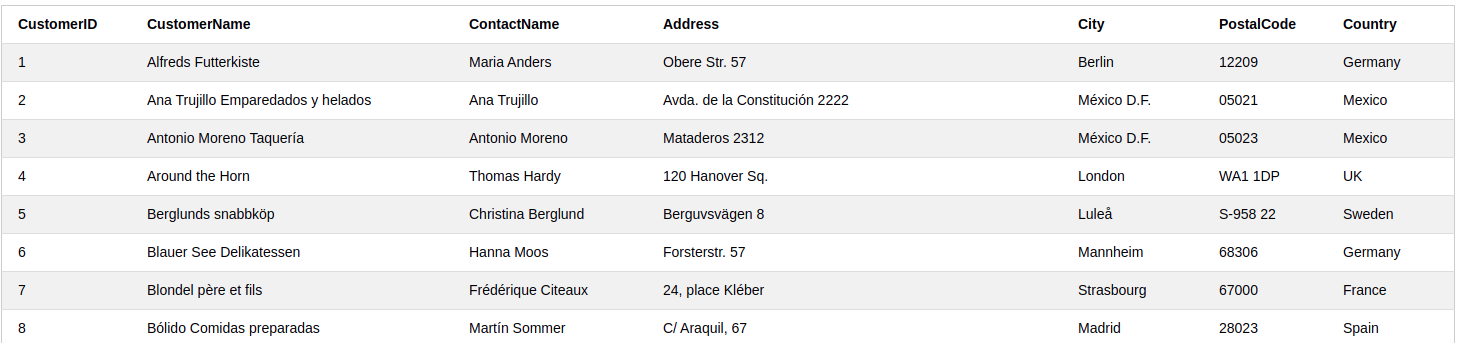 CustomerID CustomerName ContactName Address City PostalCode Country
1 Alfreds Futterkiste Maria Anders Obere Str. 57 Berlin 12209 Germany
2 Ana Trujillo Emparedados y helados Ana Trujillo Avda. de la Constitución 2222 México D.F. 05021 Mexico
3 Antonio Moreno Taquería Antonio Moreno Mataderos 2312 México D.F. 05023 Mexico
4 Around the Horn Thomas Hardy 120 Hanover Sq. London WA1 1DP UK
5 Berglunds snabbköp Christina Berglund Berguvsvägen 8 Luleå S-958 22 Sweden
6 Blauer See Delikatessen Hanna Moos Forsterstr. 57 Mannheim 68306 Germany
7 Blondel père et fils Frédérique Citeaux 24, place Kléber Strasbourg 67000 France
8 Bólido Comidas preparadas Martín Sommer C/ Araquil, 67 Madrid 28023 Spain